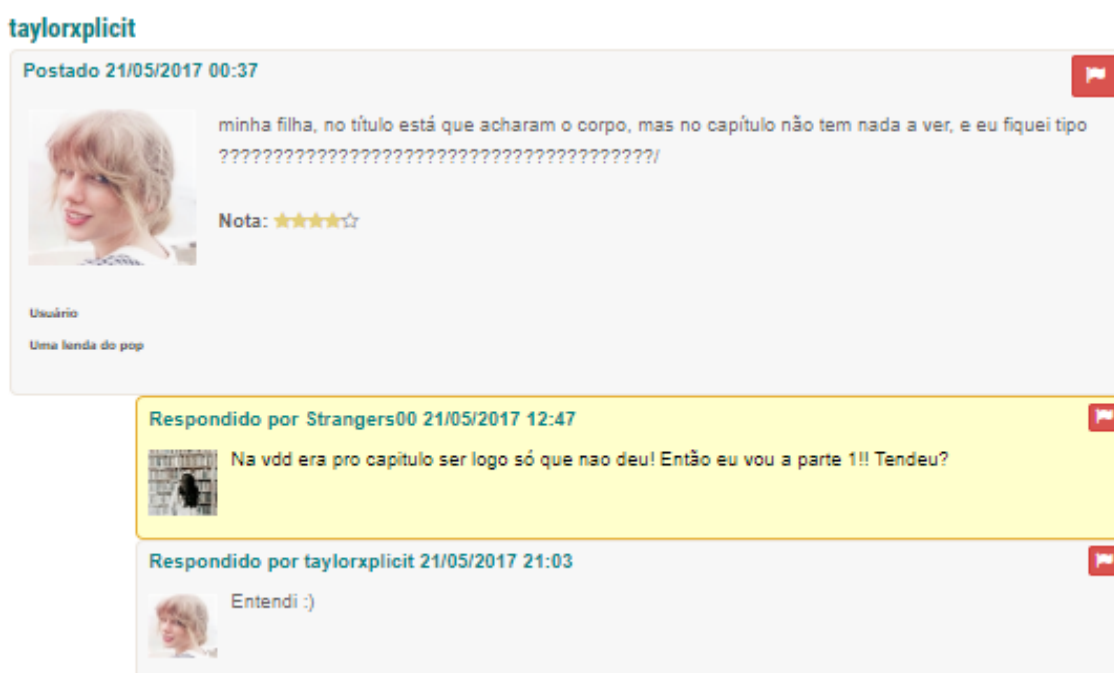 taylorxplicit
Postado 21/05/2017 00:37
minha filha, no título está que acharam o corpo, mas no capítulo não tem nada a ver, e eu fiquei tipo
????????????????????????????????????????/
Nota:
Usuário
Uma lenda do pop
Respondido por Strangers00 21/05/2017 12:47
Na vdd era pro capitulo ser logo só que nao deu! Então eu vou a parte 1!! Tendeu?
Respondido por taylorxplicit 21/05/2017 21:03
Entendi :)